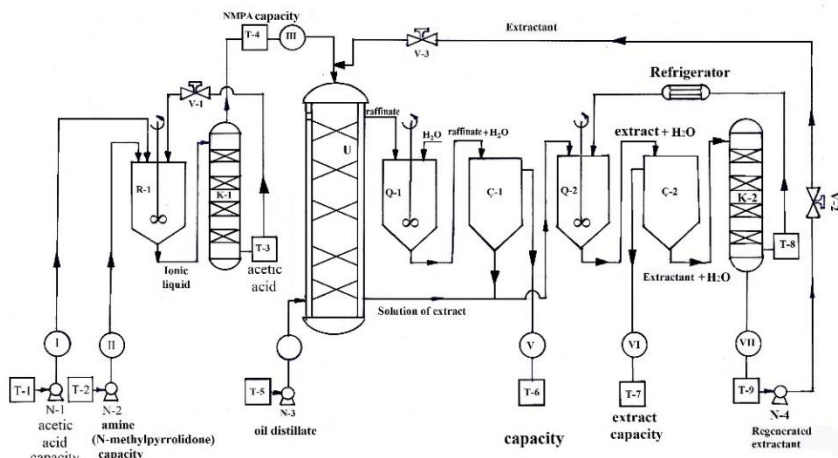 NMPA capacity
T-4
III
Extractant
V-3
Refrigerator
V-1
raffinate
H₂O
raffinate+H₂O
extract + H₂O
U
R-1
K-1
Q-1
Ç-1
Q-2
Ç-2
K-2
T-3
T-8
Ionic
liquid
acetic
acid
Solution of extract
Extractant +H₂O
I
II
V
VI
VII
T-1
T-2
T-5
T-6
T-7
T-9
N-1
acetic
acid
capacity
N-2
amine
(N-methylpyrrolidone)
capacity
N-3
oil distillate
capacity
extract
capacity
N-4
Regenerated
extractant